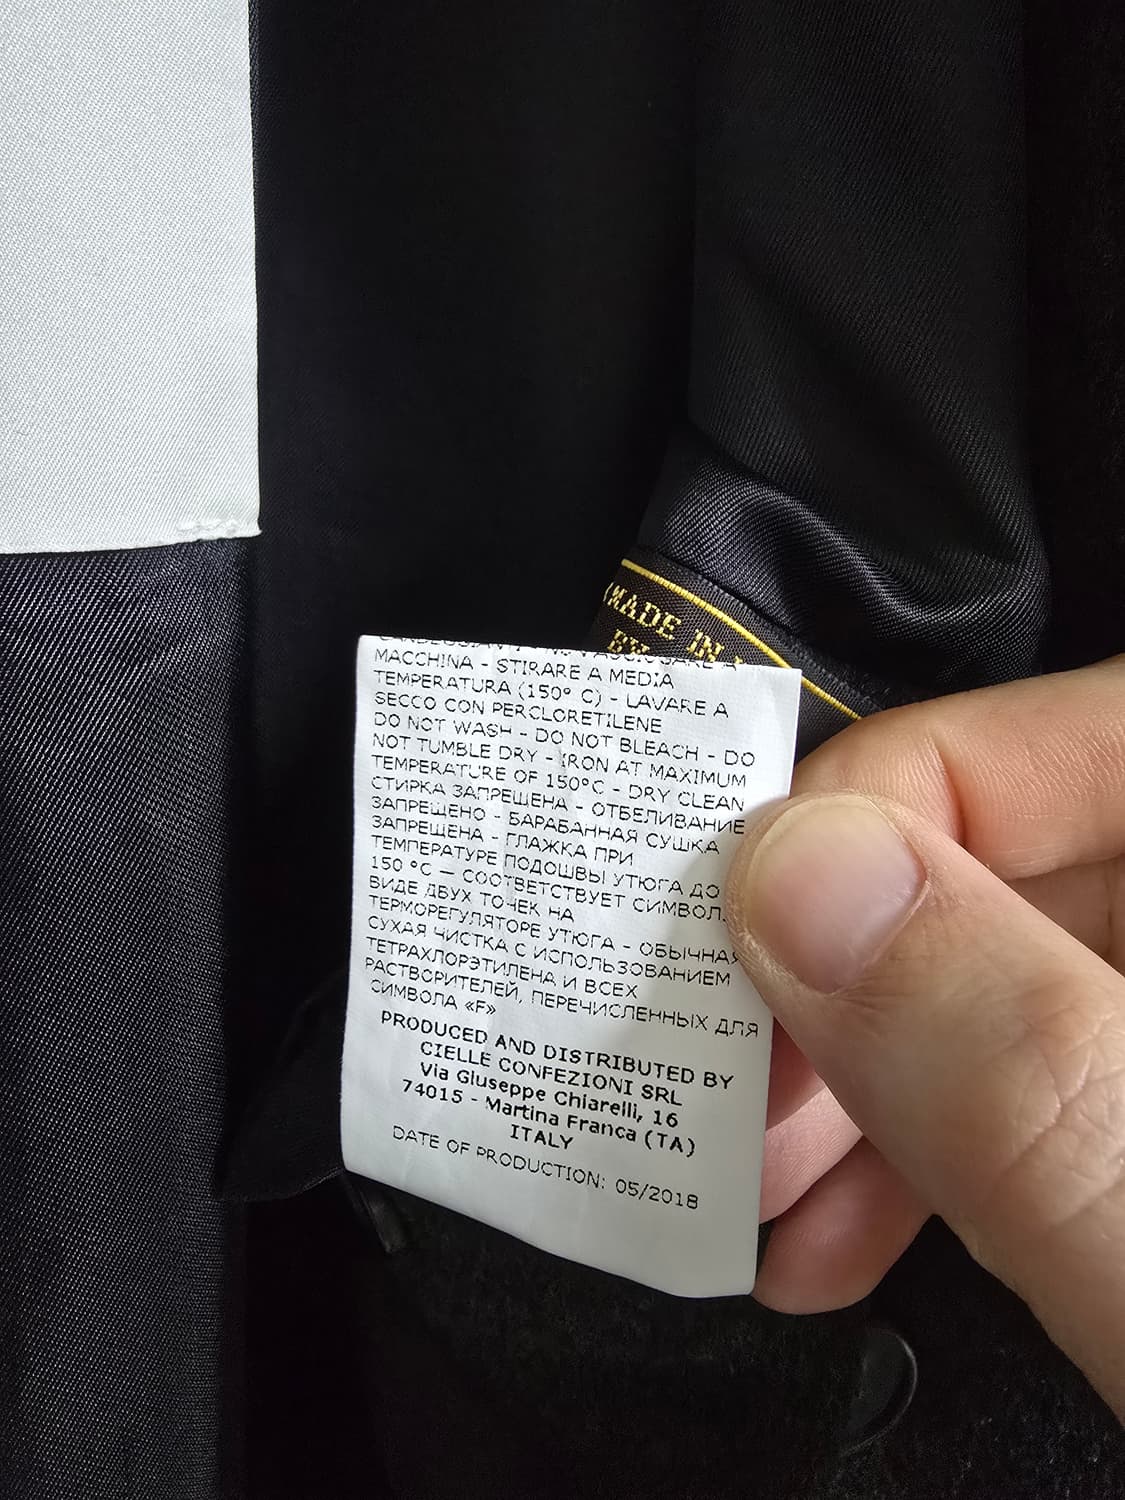 MADE IN
BY
MACCHINA - STIRARE A MEDIA
TEMPERATURA (150° C) - LAVARE A
SECCO CON PERCLORETILENE
DO NOT WASH - DO NOT BLEACH - DO
NOT TUMBLE DRY - IRON AT MAXIMUM
TEMPERATURE OF 150°C - DRY CLEAN
СТИРКА ЗАПРЕЩЕНА - ОТБЕЛИВАНИЕ
ЗАПРЕЩЕНО - БАРАБАННАЯ СУШКА
ЗАПРЕЩЕНА - ГЛАЖКА ПРИ
ТЕМПЕРАТУРЕ ПОДОШВЫ УТЮГА ДО
150 °C — СООТВЕТСТВУЕТ СИМВОЛ
ВИДЕ ДВУХ ТОЧЕК НА
ТЕРМОРЕГУЛЯТОРЕ УТЮГА - ОБЫЧНАЯ
СУХАЯ ЧИСТКА С ИСПОЛЬЗОВАНИЕМ
ТЕТРАХЛОРЭТИЛЕНА И ВСЕХ
РАСТВОРИТЕЛЕЙ, ПЕРЕЧИСЛЕННЫХ ДЛЯ
СИМВОЛА «F»
PRODUCED AND DISTRIBUTED BY
CIELLE CONFEZIONI SRL
Via Giuseppe Chiarelli, 16
74015 - Martina Franca (TA)
ITALY
DATE OF PRODUCTION: 05/2018